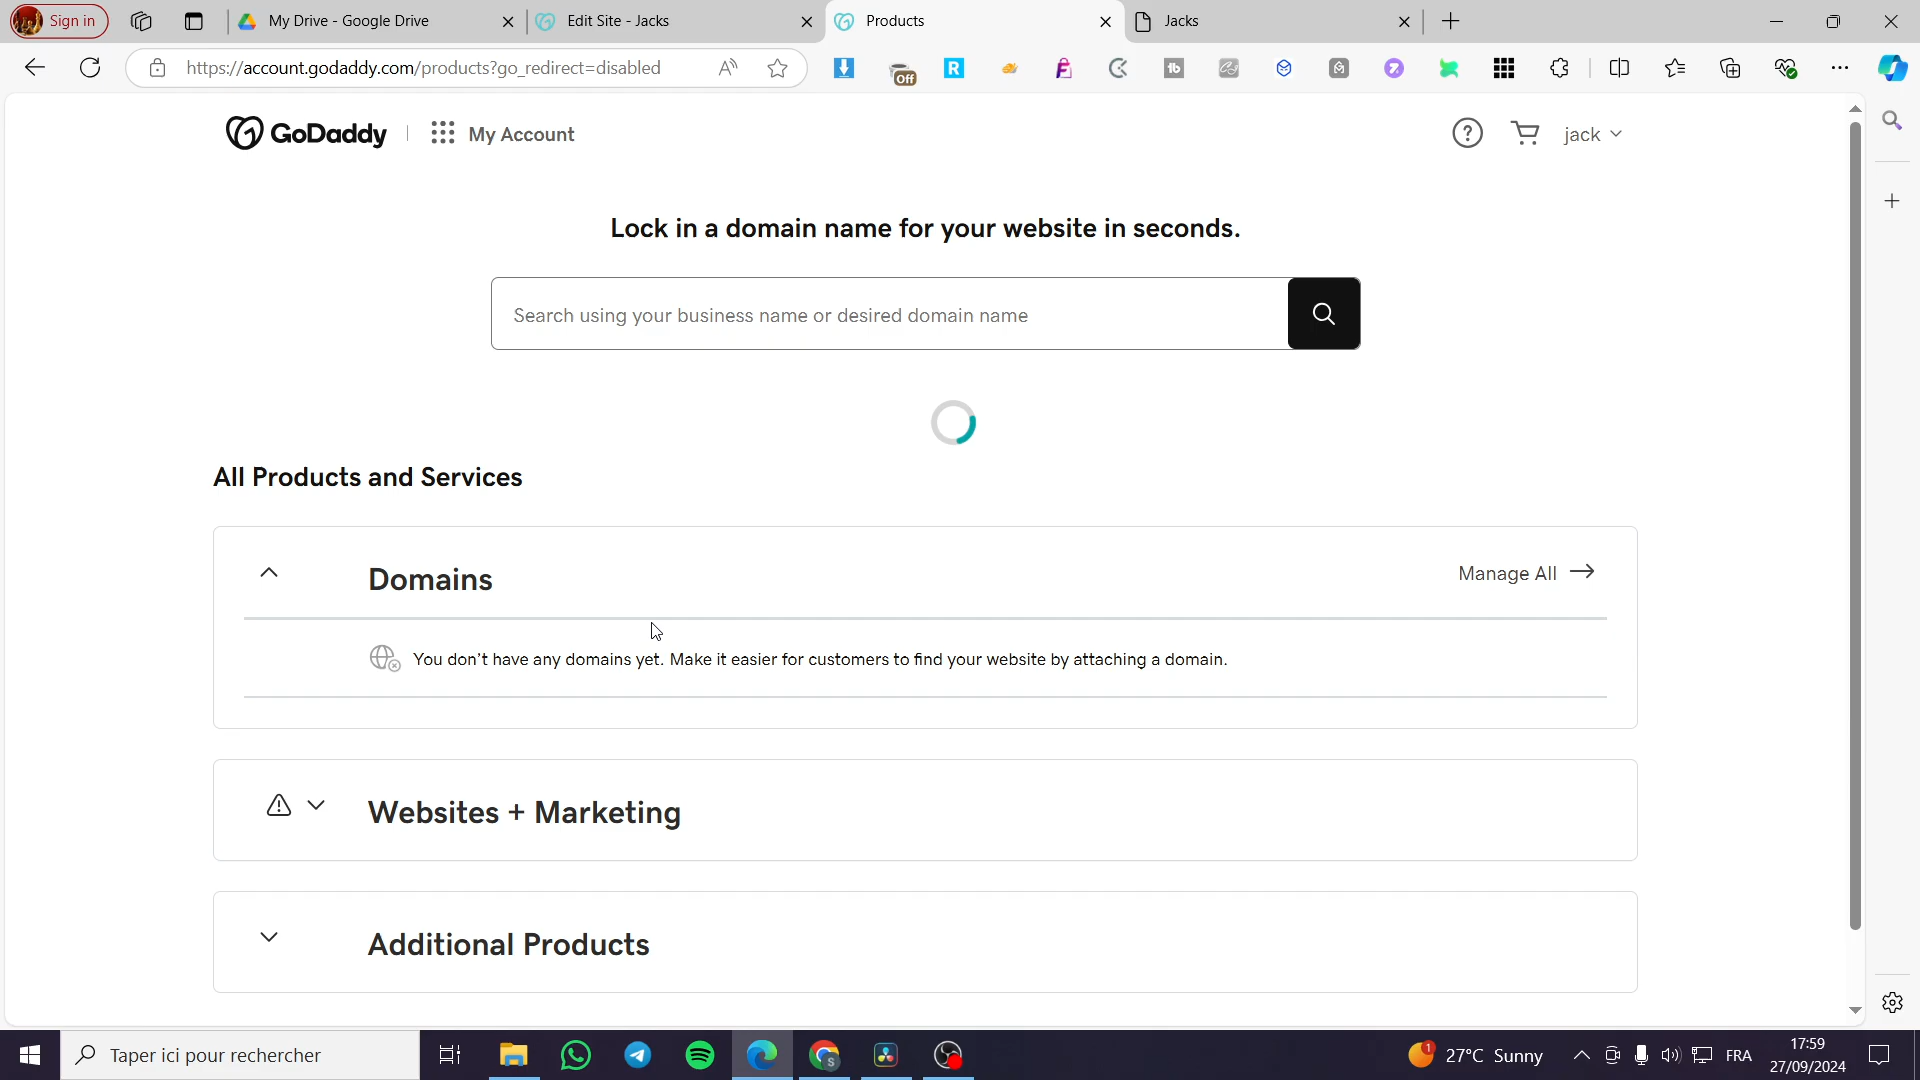 Sign in
My Drive - Google Drive
Edit Site - Jacks
Products
Jacks
https://account.godaddy.com/products?go_redirect=disabled
Off
GoDaddy
My Account
jack
Lock in a domain name for your website in seconds.
Search using your business name or desired domain name
All Products and Services
Domains
Manage All
You don't have any domains yet. Make it easier for customers to find your website by attaching a domain.
Websites + Marketing
Additional Products
Taper ici pour rechercher
1
27°C Sunny
FRA
17:59
27/09/2024